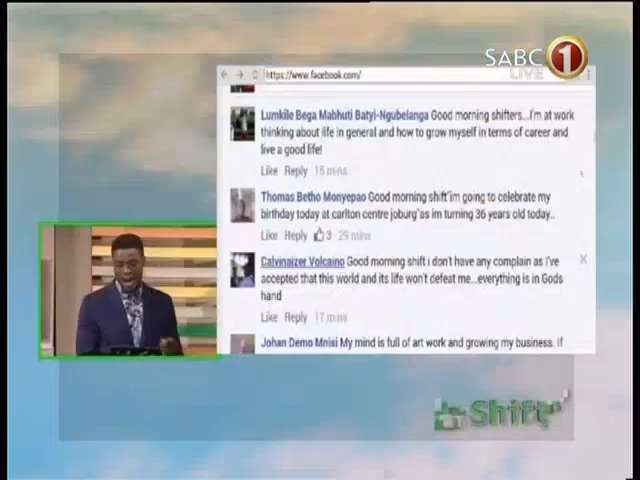 SABC 1
LIVE
https://www.facebook.com/
Lumkile Bega Mabhuti Batyi-Ngubelanga Good morning shifters...I'm at work
thinking about life in general and how to grow myself in terms of career and
live a good life!
Like Reply 15 mins
Thomas Betho Monyepao Good morning shift'im going to celebrate my
birthday today at carlton centre joburg'as im turning 36 years old today..
Like Reply 3 29 mins
Calvinaizer Volcaino Good morning shift i don't have any complain as I've
accepted that this world and its life won't defeat me...everything is in Gods
hand
Like Reply 17 mins
Johan Demo Mnisi My mind is full of art work and growing my business. If
Shift